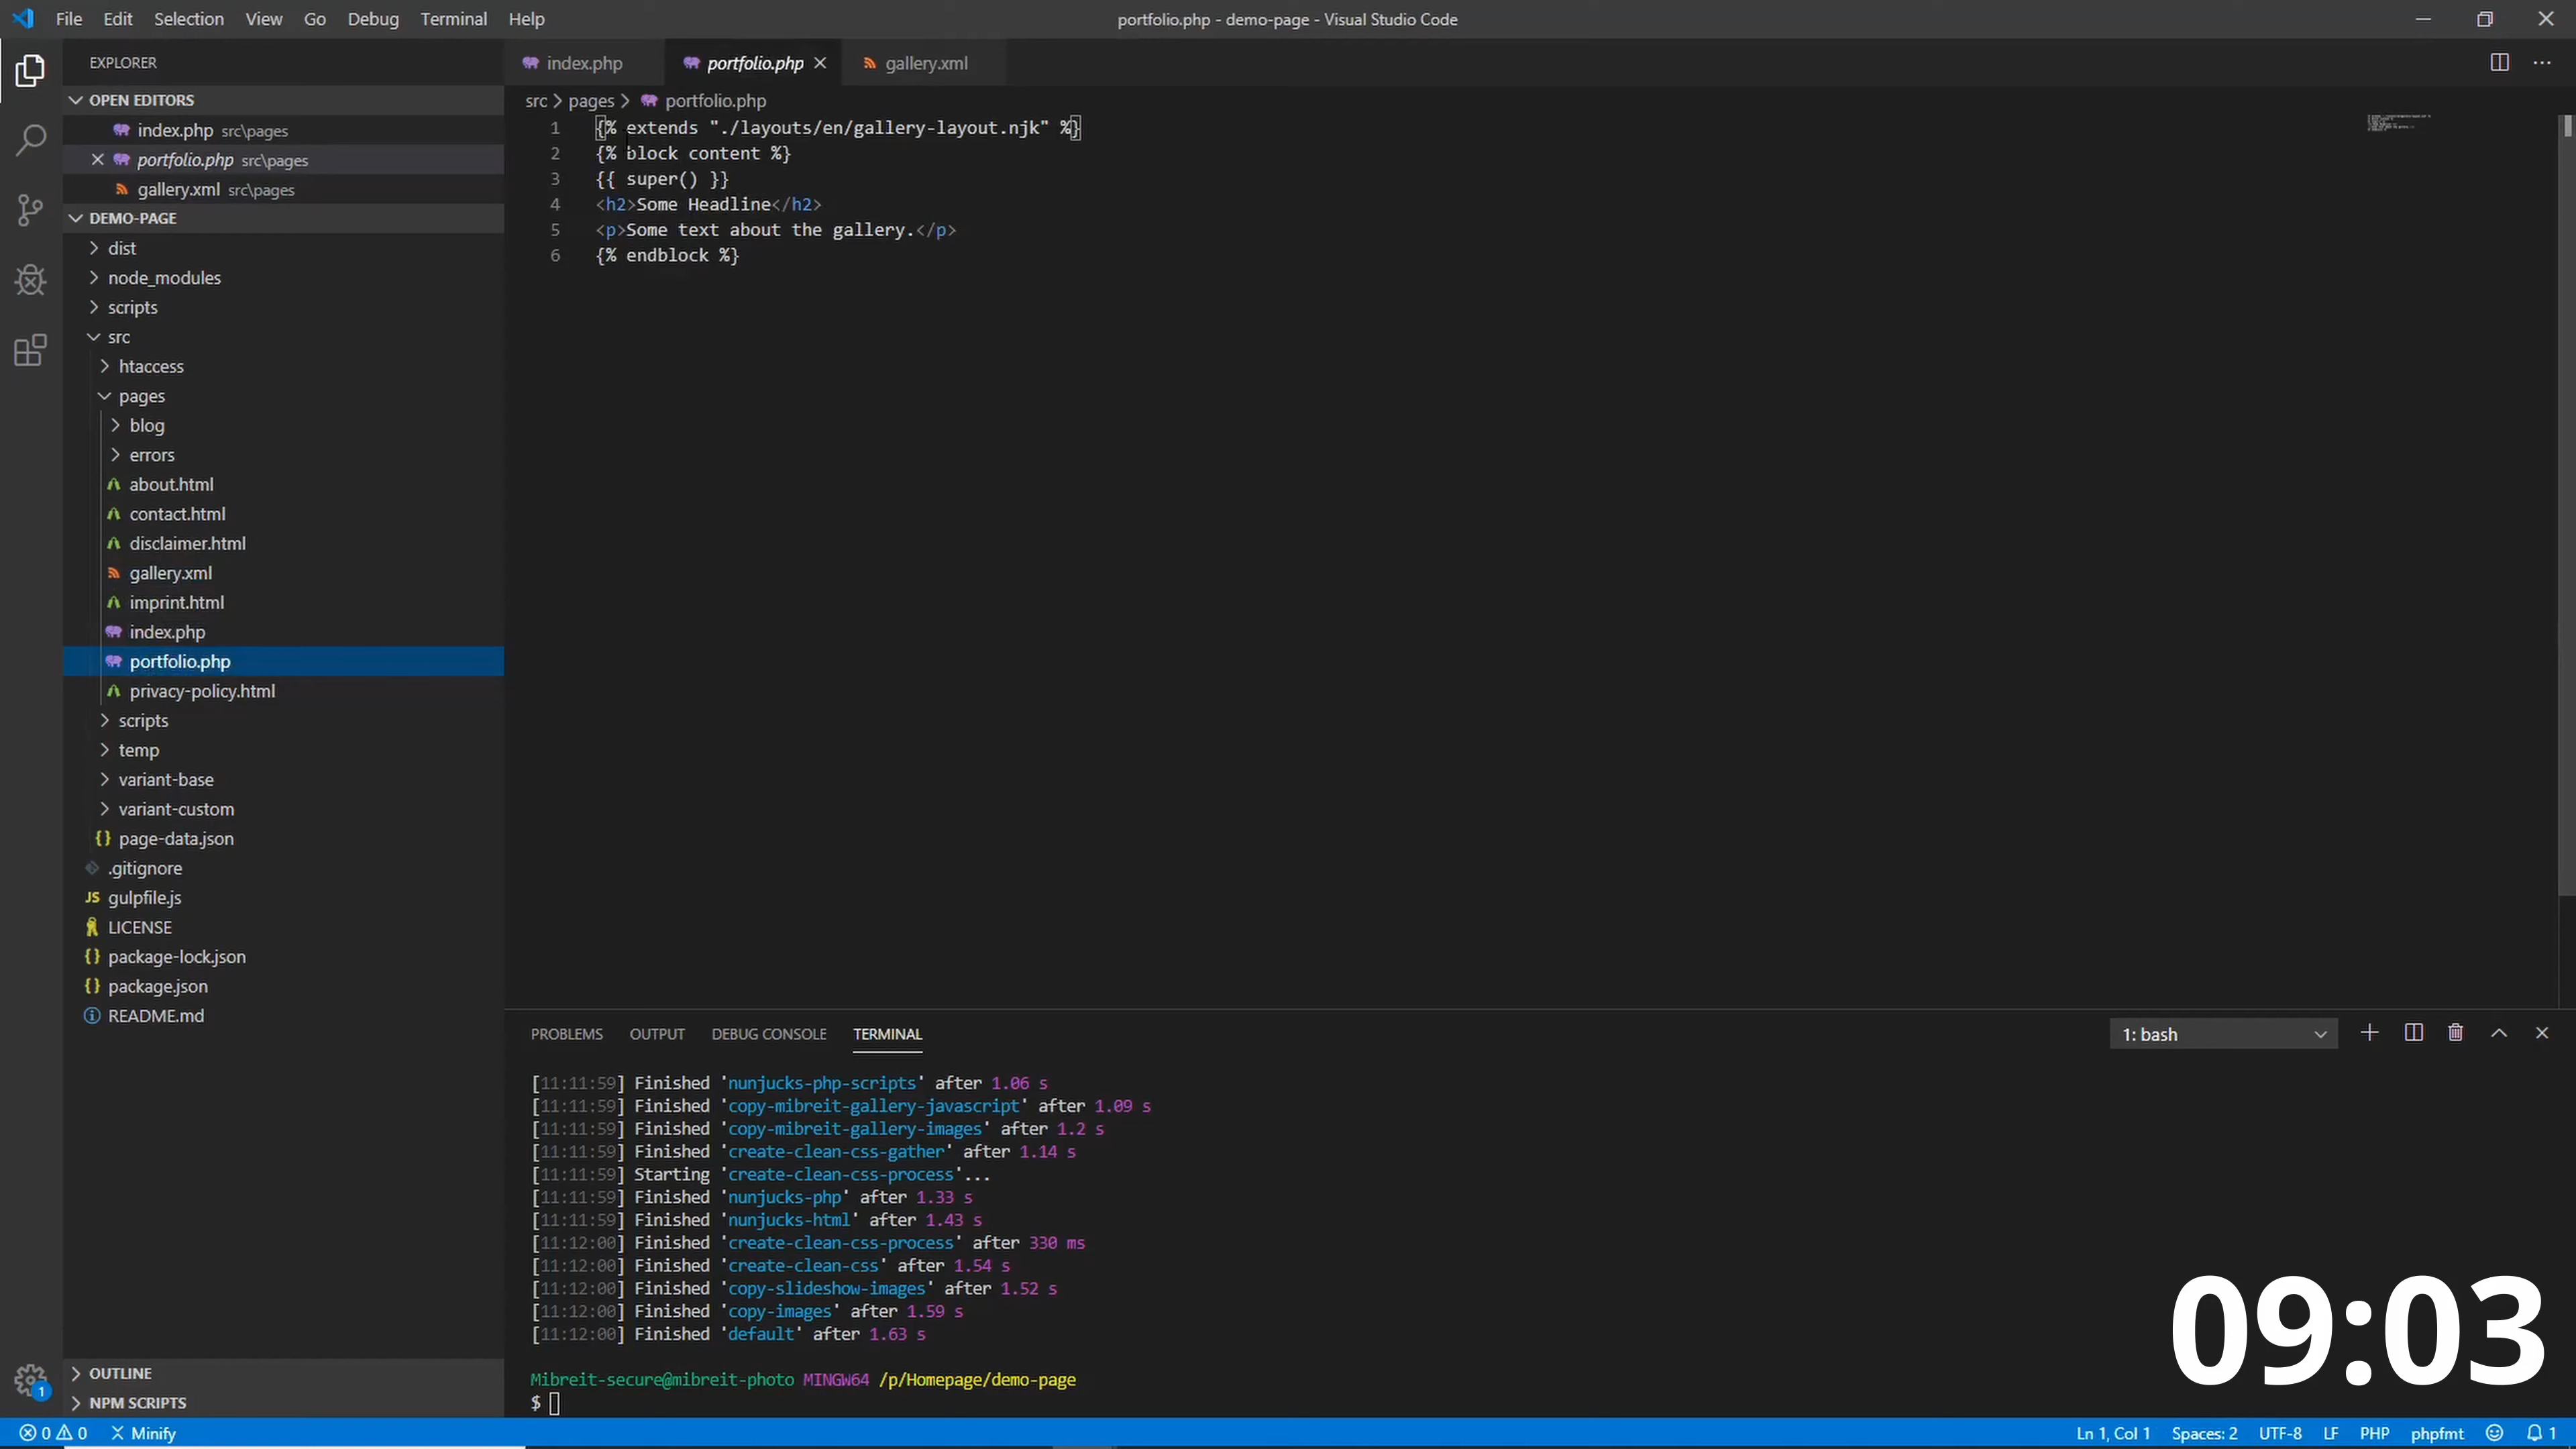 File Edit Selection View Go Debug Terminal Help
portfolio.php - demo-page - Visual Studio Code
EXPLORER
OPEN EDITORS
index.php src\pages
portfolio.php src\pages
gallery.xml src\pages
DEMO-PAGE
dist
node_modules
scripts
src
htaccess
pages
blog
errors
about.html
contact.html
disclaimer.html
gallery.xml
imprint.html
index.php
portfolio.php
privacy-policy.html
scripts
temp
variant-base
variant-custom
page-data.json
.gitignore
gulpfile.js
LICENSE
package-lock.json
package.json
README.md
OUTLINE
NPM SCRIPTS
index.php portfolio.php gallery.xml
src > pages > portfolio.php
1 {% extends "./layouts/en/gallery-layout.njk" %}
2 {% block content %}
3 {{ super() }}
4 <h2>Some Headline</h2>
5 <p>Some text about the gallery.</p>
6 {% endblock %}
PROBLEMS OUTPUT DEBUG CONSOLE TERMINAL
1: bash
[11:11:59] Finished 'nunjucks-php-scripts' after 1.06 s
[11:11:59] Finished 'copy-mibreit-gallery-javascript' after 1.09 s
[11:11:59] Finished 'copy-mibreit-gallery-images' after 1.2 s
[11:11:59] Finished 'create-clean-css-gather' after 1.14 s
[11:11:59] Starting 'create-clean-css-process'...
[11:11:59] Finished 'nunjucks-php' after 1.33 s
[11:11:59] Finished 'nunjucks-html' after 1.43 s
[11:12:00] Finished 'create-clean-css-process' after 330 ms
[11:12:00] Finished 'create-clean-css' after 1.54 s
[11:12:00] Finished 'copy-slideshow-images' after 1.52 s
[11:12:00] Finished 'copy-images' after 1.59 s
[11:12:00] Finished 'default' after 1.63 s
Mibreit-secure@mibreit-photo MINGW64 /p/Homepage/demo-page
$
09:03
1
0 0 Minify
Ln 1, Col 1 Spaces: 2 UTF-8 LF PHP phpfmt 1